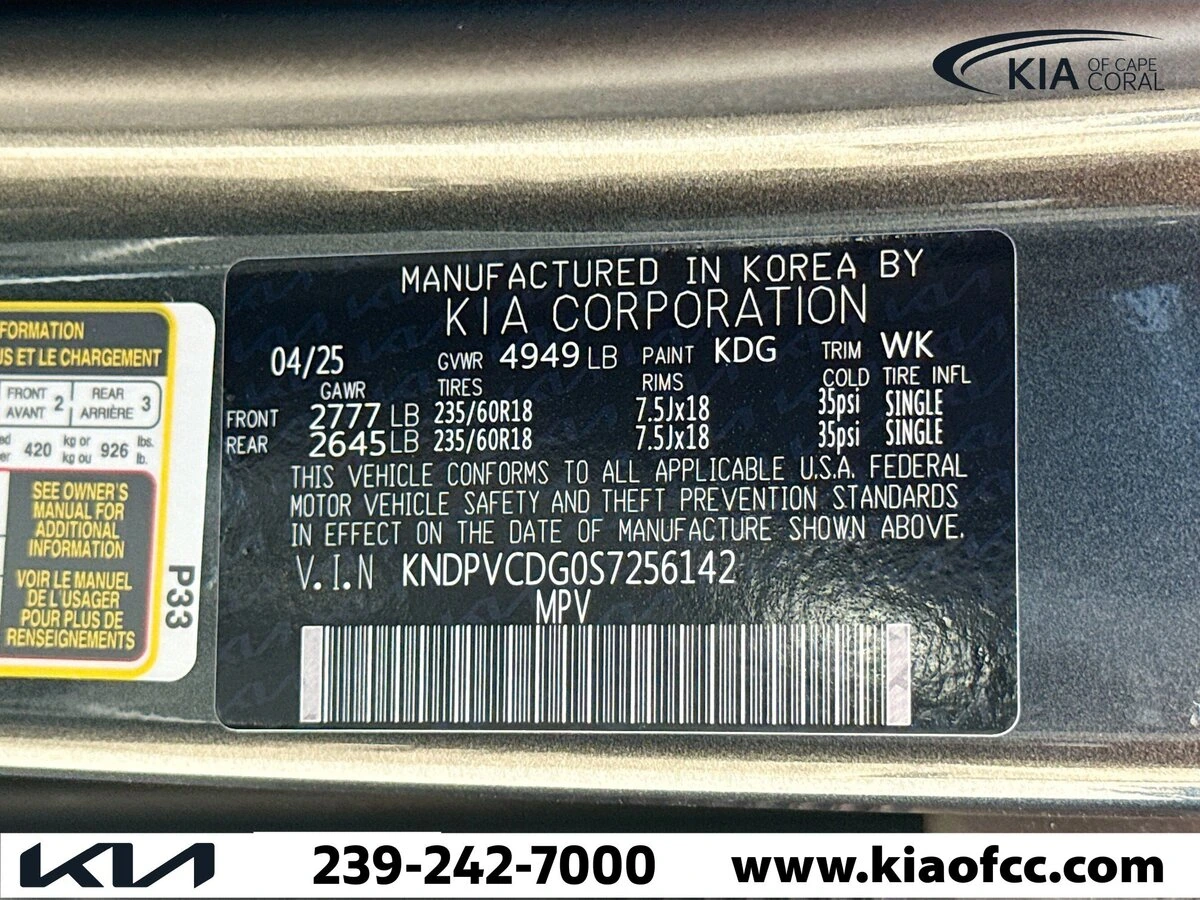 KIA OF CAPE CORAL
MANUFACTURED IN KOREA BY
KIA CORPORATION
04/25 GVWR 4949 LB PAINT KDG TRIM WK
GAWR TIRES RIMS COLD TIRE INFL
FRONT 2777 LB 235/60R18 7.5Jx18 35psi SINGLE
REAR 2645 LB 235/60R18 7.5Jx18 35psi SINGLE
THIS VEHICLE CONFORMS TO ALL APPLICABLE U.S.A. FEDERAL
MOTOR VEHICLE SAFETY AND THEFT PREVENTION STANDARDS
IN EFFECT ON THE DATE OF MANUFACTURE SHOWN ABOVE.
V.I.N KNDPVCDG0S7256142
MPV
US ET LE CHARGEMENT
FRONT AVANT 2 REAR ARRIÈRE 3
420 kg or kg ou 926 lbs. lb.
SEE OWNER'S
MANUAL FOR
ADDITIONAL
INFORMATION
VOIR LE MANUEL
DE L'USAGER
POUR PLUS DE
RENSEIGNEMENTS
P33
KIA 239-242-7000 www.kiaofcc.com